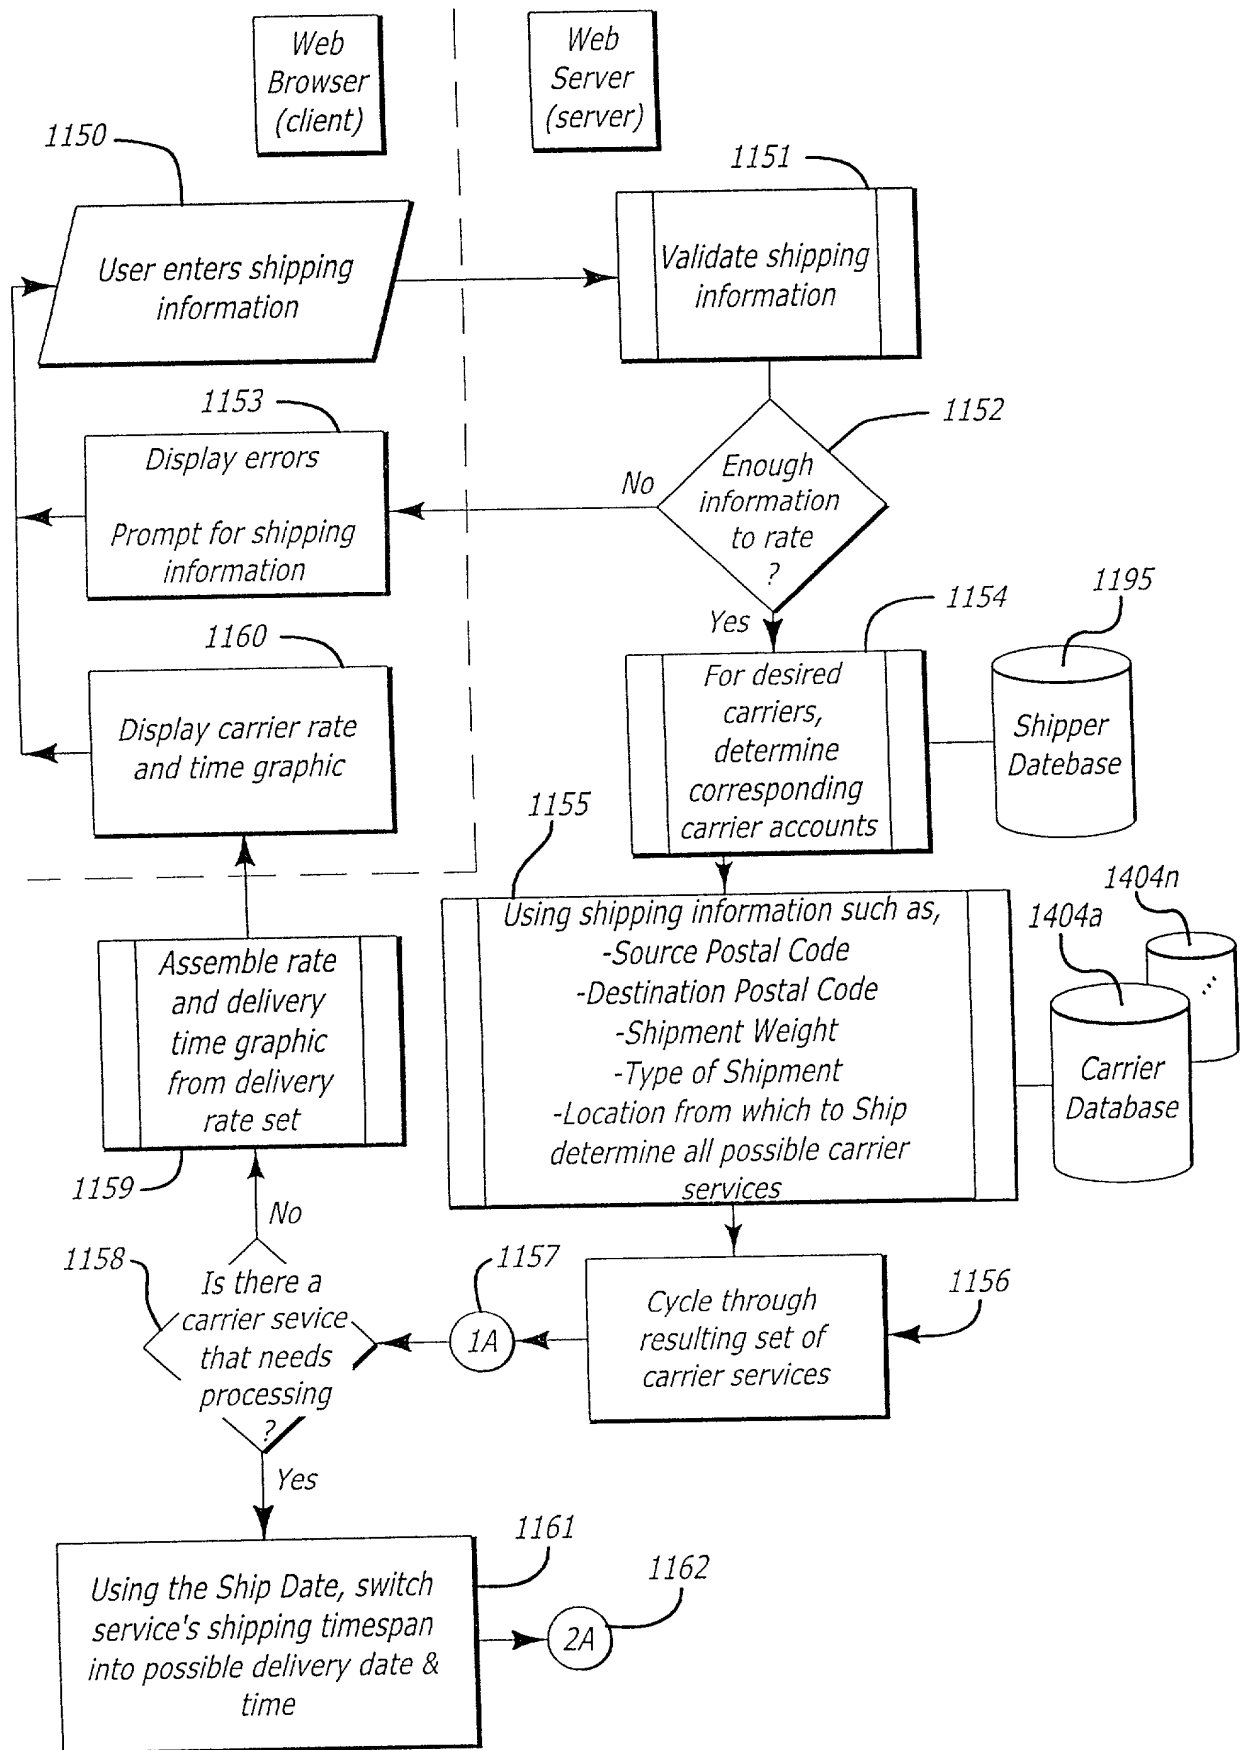 Web
Browser
(client)
Web
Server
(server)
1150
1151
User enters shipping
information
Validate shipping
information
1153
1152
Display errors
Prompt for shipping
information
No
Enough
information
to rate
?
Yes
1160
1154
1195
Display carrier rate
and time graphic
For desired
carriers,
determine
corresponding
carrier accounts
Shipper
Datebase
1155
1404n
1404a
Using shipping information such as,
-Source Postal Code
-Destination Postal Code
-Shipment Weight
-Type of Shipment
-Location from which to Ship
determine all possible carrier
services
Carrier
Database
Assemble rate
and delivery
time graphic
from delivery
rate set
1159
No
1158
1157
1156
Is there a
carrier sevice
that needs
processing
?
1A
Cycle through
resulting set of
carrier services
Yes
1161
1162
Using the Ship Date, switch
service's shipping timespan
into possible delivery date &
time
2A